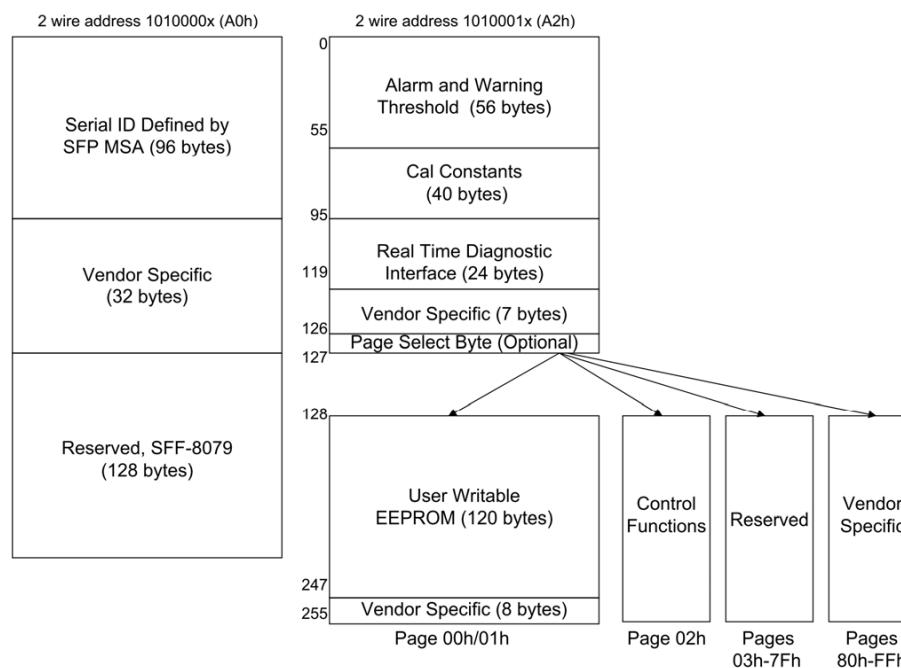 2 wire address 1010000x (A0h)
Serial ID Defined by
SFP MSA (96 bytes)
Vendor Specific
(32 bytes)
Reserved, SFF-8079
(128 bytes)
2 wire address 1010001x (A2h)
0
Alarm and Warning
Threshold (56 bytes)
55
Cal Constants
(40 bytes)
95
Real Time Diagnostic
Interface (24 bytes)
119
Vendor Specific (7 bytes)
126
Page Select Byte (Optional)
127
128
User Writable
EEPROM (120 bytes)
247
Vendor Specific (8 bytes)
255
Page 00h/01h
Control
Functions
Page 02h
Reserved
Pages
03h-7Fh
Vendor
Specific
Pages
80h-FFh